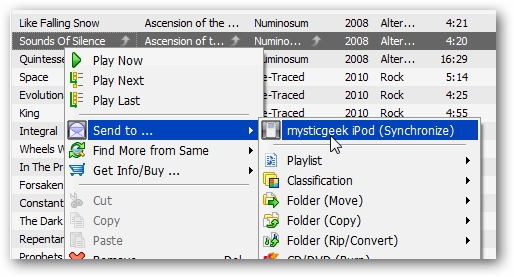 Like Falling Snow Ascension of the ... Numinosum 2008 Alter... 4:21
Sounds Of Silence Ascension of t... Numino... 2008 Alter... 4:20
Quintesse 2008 Alter... 16:29
Space e-Traced 2010 Rock 5:14
Evolution e-Traced 2010 Rock 4:25
King e-Traced 2010 Rock 4:55
Integral
Wheels W
In The Pr
Forsaken
Constant
The Dark
Repentan
Prophets
Play Now
Play Next
Play Last
Send to ...
Find More from Same
Get Info/Buy ...
Cut
Copy
Paste
Remove Del
mysticgeek iPod (Synchronize)
Playlist
Classification
Folder (Move)
Folder (Copy)
Folder (Rip/Convert)
CD/DVD (Burn)